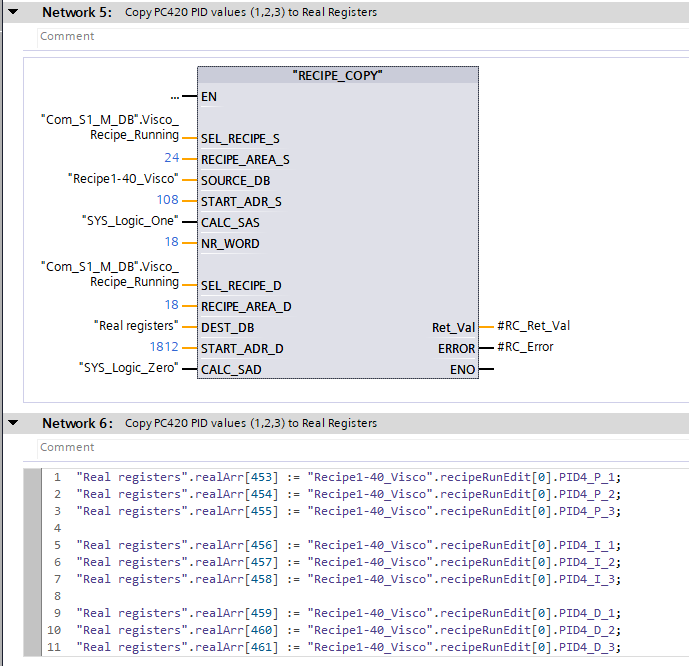 Network 5: Copy PC420 PID values (1,2,3) to Real Registers
Comment
"RECIPE_COPY"
... EN
"Com_S1_M_DB".Visco_
Recipe_Running SEL_RECIPE_S
24 RECIPE_AREA_S
"Recipe1-40_Visco" SOURCE_DB
108 START_ADR_S
"SYS_Logic_One" CALC_SAS
18 NR_WORD
"Com_S1_M_DB".Visco_
Recipe_Running SEL_RECIPE_D
18 RECIPE_AREA_D
"Real registers" DEST_DB Ret_Val #RC_Ret_Val
1812 START_ADR_D ERROR #RC_Error
"SYS_Logic_Zero" CALC_SAD ENO
Network 6: Copy PC420 PID values (1,2,3) to Real Registers
Comment
1 "Real registers".realArr[453] := "Recipe1-40_Visco".recipeRunEdit[0].PID4_P_1;
2 "Real registers".realArr[454] := "Recipe1-40_Visco".recipeRunEdit[0].PID4_P_2;
3 "Real registers".realArr[455] := "Recipe1-40_Visco".recipeRunEdit[0].PID4_P_3;
4
5 "Real registers".realArr[456] := "Recipe1-40_Visco".recipeRunEdit[0].PID4_I_1;
6 "Real registers".realArr[457] := "Recipe1-40_Visco".recipeRunEdit[0].PID4_I_2;
7 "Real registers".realArr[458] := "Recipe1-40_Visco".recipeRunEdit[0].PID4_I_3;
8
9 "Real registers".realArr[459] := "Recipe1-40_Visco".recipeRunEdit[0].PID4_D_1;
10 "Real registers".realArr[460] := "Recipe1-40_Visco".recipeRunEdit[0].PID4_D_2;
11 "Real registers".realArr[461] := "Recipe1-40_Visco".recipeRunEdit[0].PID4_D_3;